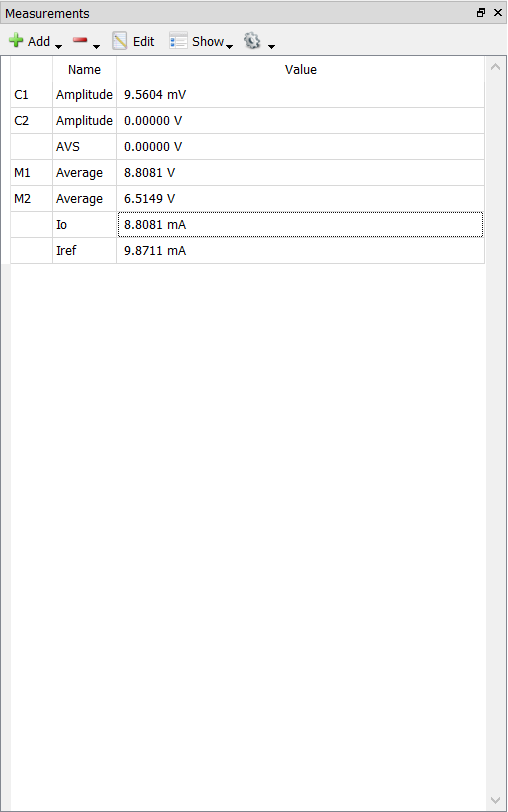 Measurements
Add Edit Show
Name Value
C1 Amplitude 9.5604 mV
C2 Amplitude 0.00000 V
AVS 0.00000 V
M1 Average 8.8081 V
M2 Average 6.5149 V
Io 8.8081 mA
Iref 9.8711 mA